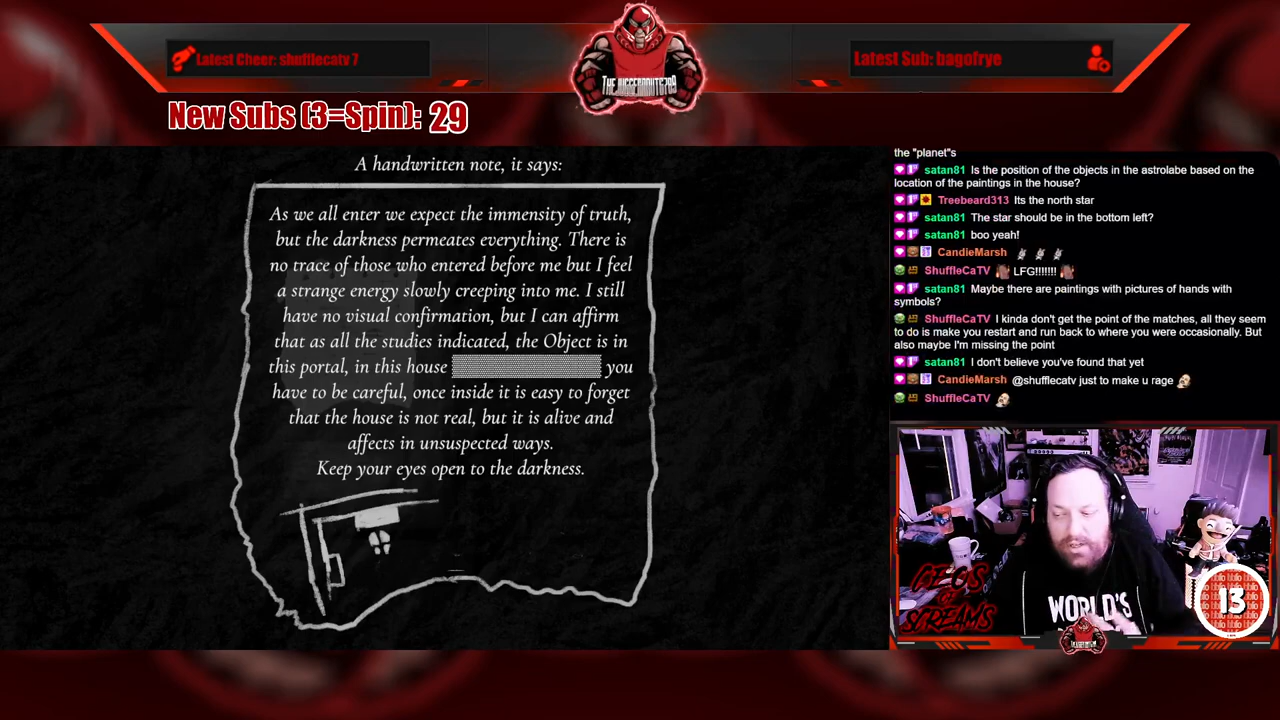 Latest Cheer: shufflecatv 7
THEJUGGERNAUT6789
Latest Sub: bagofrye
New Subs (3=Spin): 29
A handwritten note, it says:
As we all enter we expect the immensity of truth,
but the darkness permeates everything. There is
no trace of those who entered before me but I feel
a strange energy slowly creeping into me. I still
have no visual confirmation, but I can affirm
that as all the studies indicated, the Object is in
this portal, in this house you
have to be careful, once inside it is easy to forget
that the house is not real, but it is alive and
affects in unsuspected ways.
Keep your eyes open to the darkness.
the "planet"s
satan81 Is the position of the objects in the astrolabe based on the
location of the paintings in the house?
Treebeard313 Its the north star
satan81 The star should be in the bottom left?
satan81 boo yeah!
CandieMarsh
ShuffleCaTV LFG!!!!!!!
satan81 Maybe there are paintings with pictures of hands with
symbols?
ShuffleCaTV I kinda don't get the point of the matches, all they seem
to do is make you restart and run back to where you were occasionally. But
also maybe I'm missing the point
satan81 I don't believe you've found that yet
CandieMarsh @shufflecatv just to make u rage
ShuffleCaTV
SCREAMS
WORLD'S
13